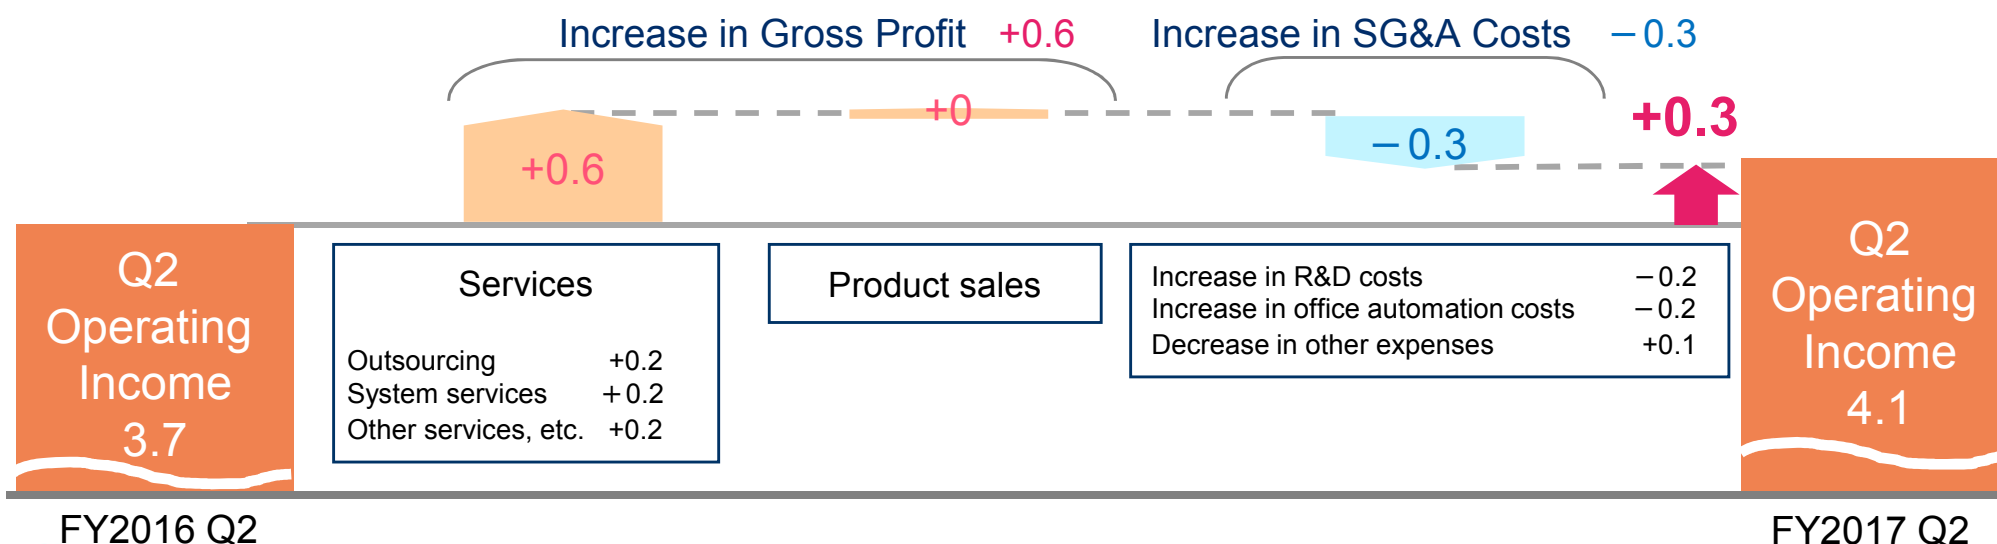 Increase in Gross Profit +0.6
Increase in SG&A Costs －0.3
+0.6
+0
－0.3
+0.3
Q2
Operating
Income
3.7
Services
Outsourcing +0.2
System services ＋0.2
Other services, etc. +0.2
Product sales
Increase in R&D costs －0.2
Increase in office automation costs －0.2
Decrease in other expenses +0.1
Q2
Operating
Income
4.1
FY2016 Q2
FY2017 Q2